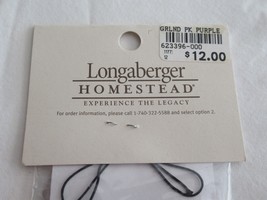 GRLND PK PURPLE
623396-000
$12.00
Longaberger
HOMESTEAD®
EXPERIENCE THE LEGACY
For order information, please call 1-740-322-5588 and select option 2.